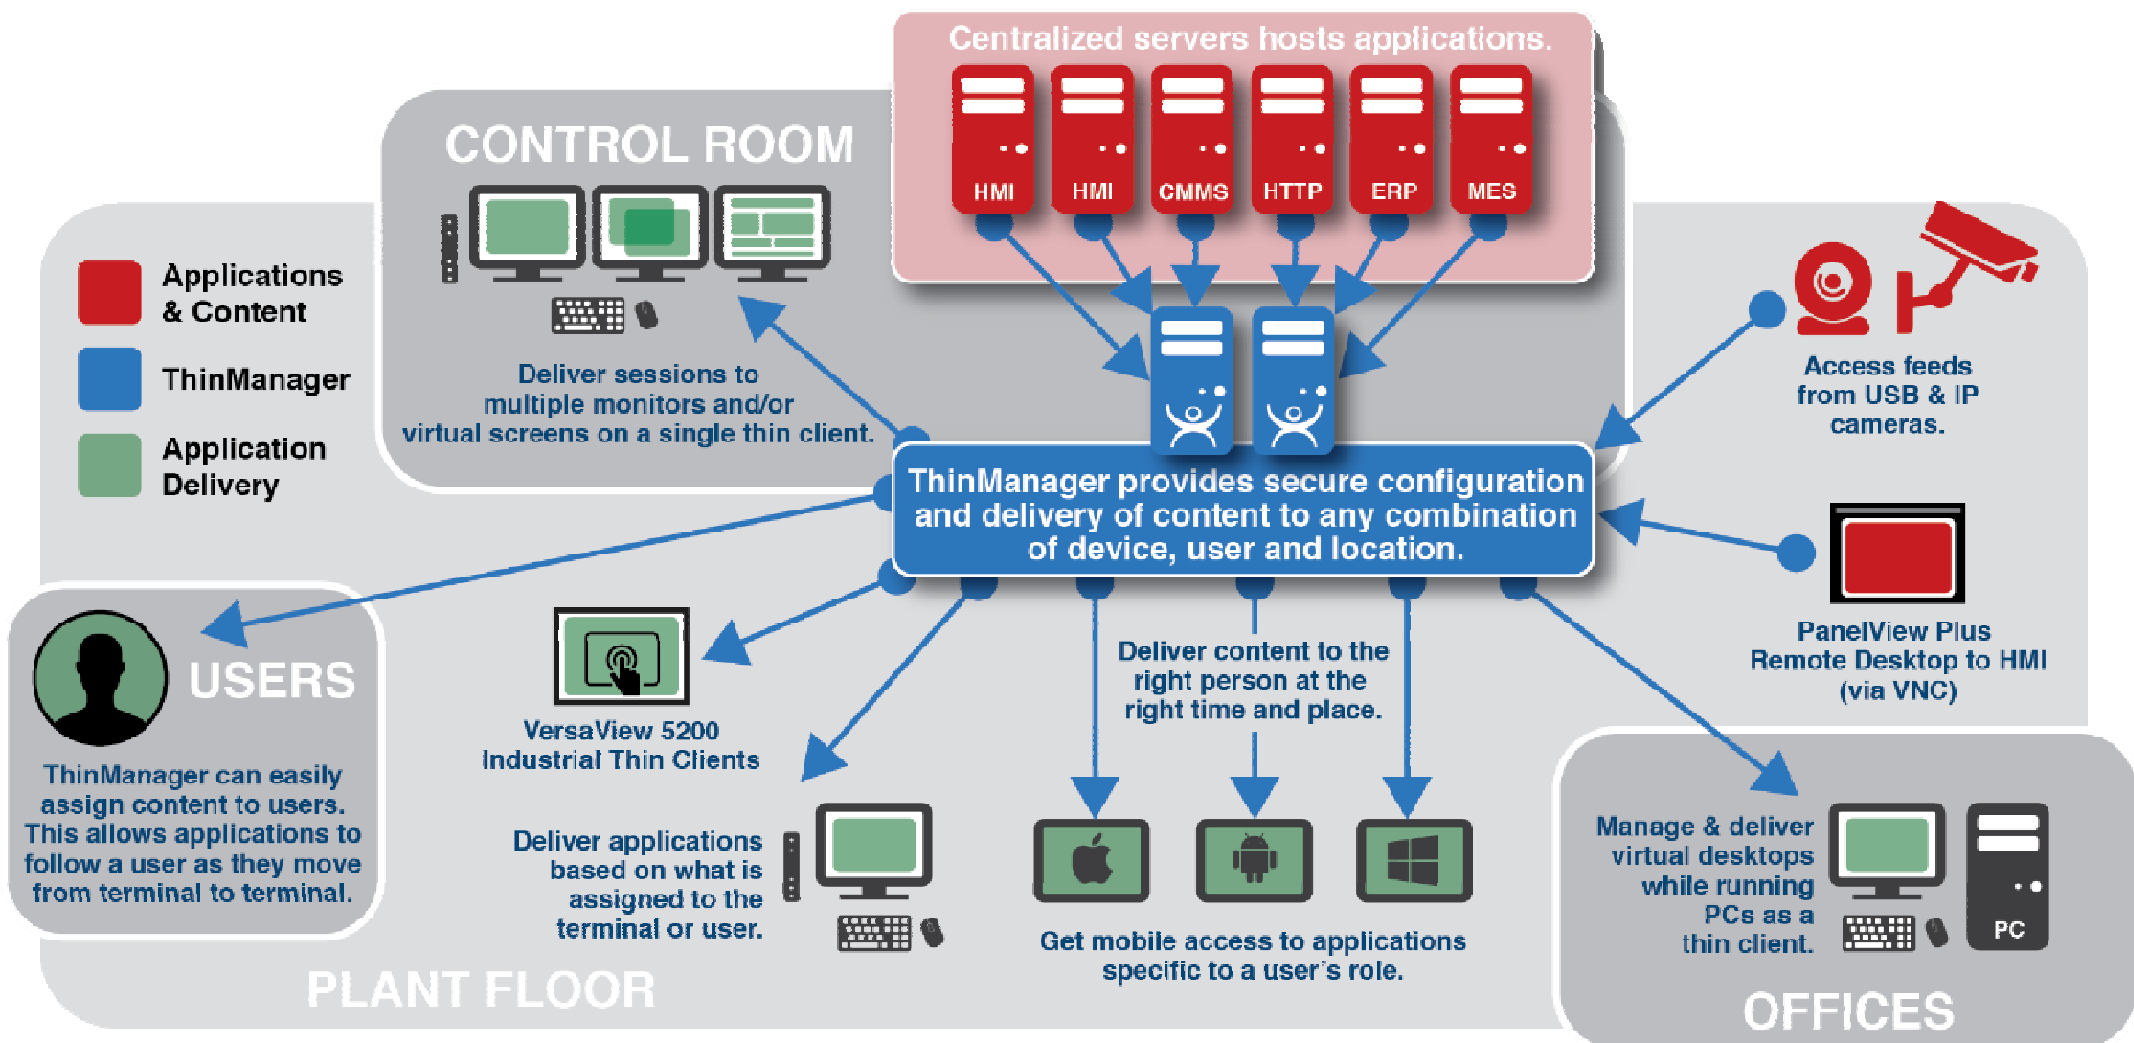 Centralized servers hosts applications.
HMI
HMI
CMMS
HTTP
ERP
MES
CONTROL ROOM
Deliver sessions to
multiple monitors and/or
virtual screens on a single thin client.
Applications
& Content
ThinManager
Application
Delivery
ThinManager provides secure configuration
and delivery of content to any combination
of device, user and location.
Access feeds
from USB & IP
cameras.
PanelView Plus
Remote Desktop to HMI
(via VNC)
USERS
ThinManager can easily
assign content to users.
This allows applications to
follow a user as they move
from terminal to terminal.
VersaView 5200
Industrial Thin Clients
Deliver applications
based on what is
assigned to the
terminal or user.
Deliver content to the
right person at the
right time and place.
Get mobile access to applications
specific to a user's role.
Manage & deliver
virtual desktops
while running
PCs as a
thin client.
PC
PLANT FLOOR
OFFICES